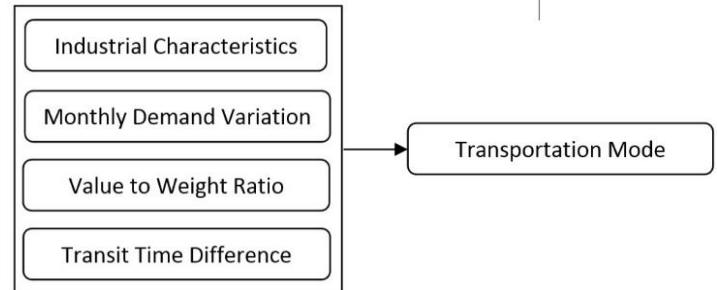 Industrial Characteristics
Monthly Demand Variation
Value to Weight Ratio
Transit Time Difference
Transportation Mode